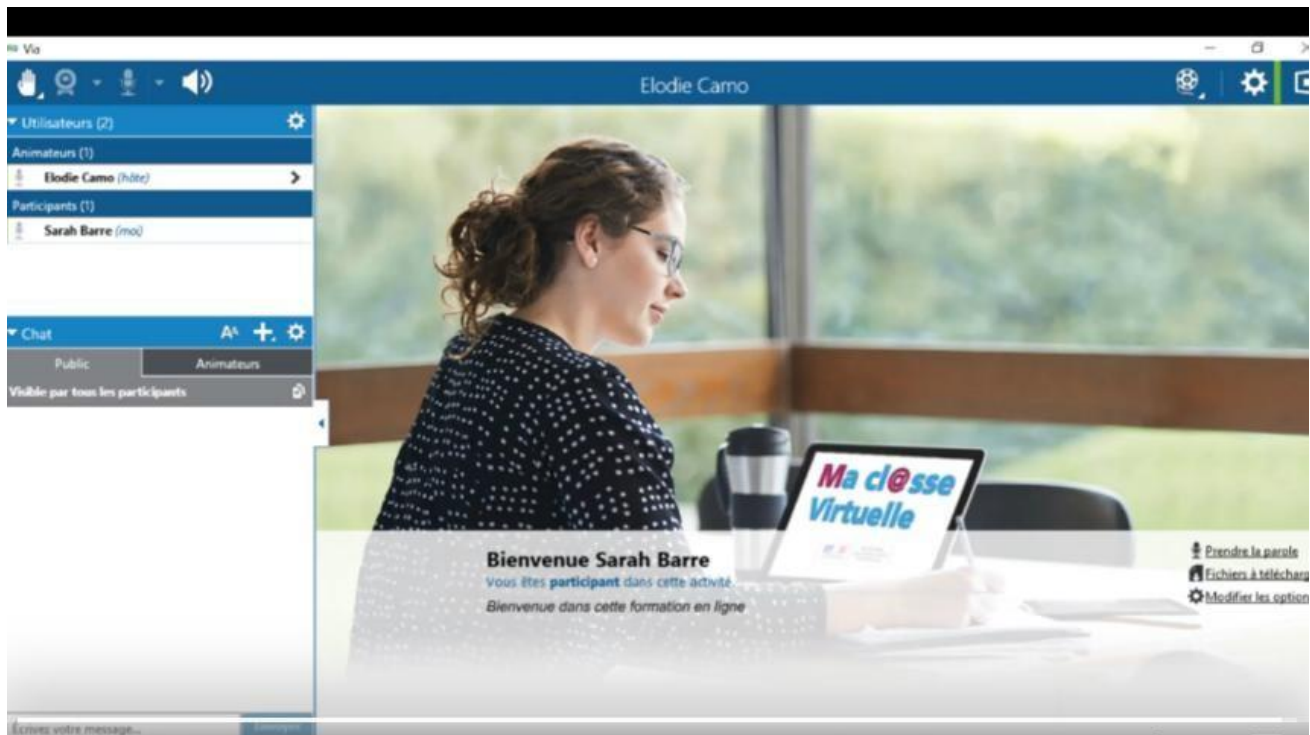 Via
Elodie Camo
Utilisateurs (2)
Animateurs (1)
Elodie Camo (hôte)
Participants (1)
Sarah Barre (moi)
Chat
Public
Animateurs
Visible par tous les participants
Écrivez votre message...
Ma cl@sse
Virtuelle
Bienvenue Sarah Barre
Vous êtes participant dans cette activité.
Bienvenue dans cette formation en ligne
Prendre la parole
Fichiers à télécharg
Modifier les option